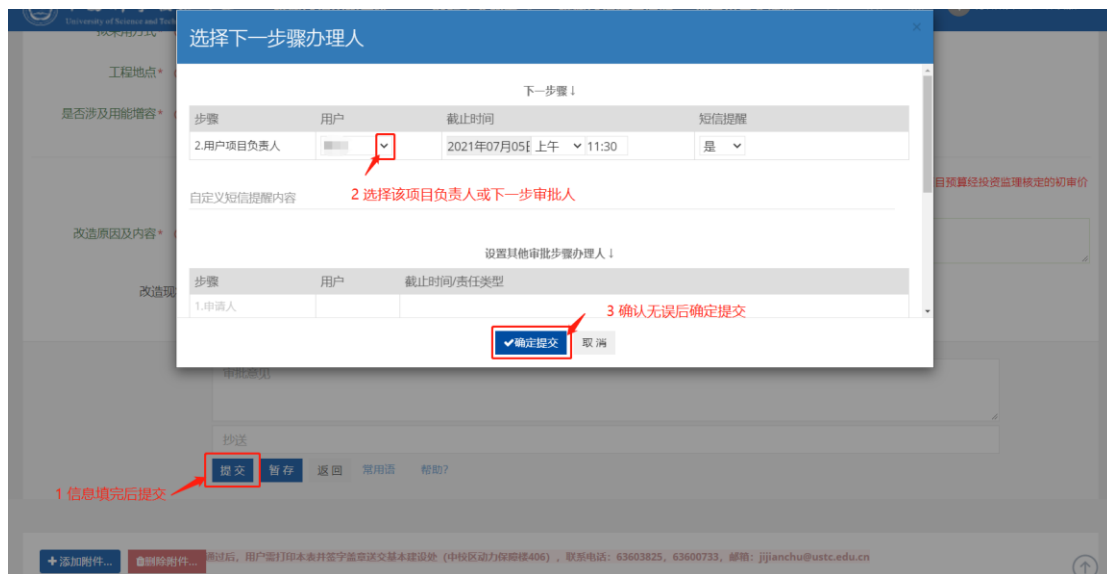 University of Science and Tech
选择下一步骤办理人
×
工程地点*
下一步骤↓
是否涉及用能增容*
步骤 用户 截止时间 短信提醒
2.用户项目负责人 2021年07月05日 上午 11:30 是
2 选择该项目负责人或下一步审批人
目预算经投资监理核定的初审价
自定义短信提醒内容
改造原因及内容*
设置其他审批步骤办理人↓
步骤 用户 截止时间/责任类型
改造现
1.申请人
3 确认无误后确定提交
✔确定提交 取消
审批意见
抄送
提交 暂存 返回 常用语 帮助?
1 信息填完后提交
+添加附件... 删除附件... 通过后，用户需打印本表并签字盖章送交基本建设处（中校区动力保障楼406），联系电话：63603825，63600733，邮箱：jijianchu@ustc.edu.cn